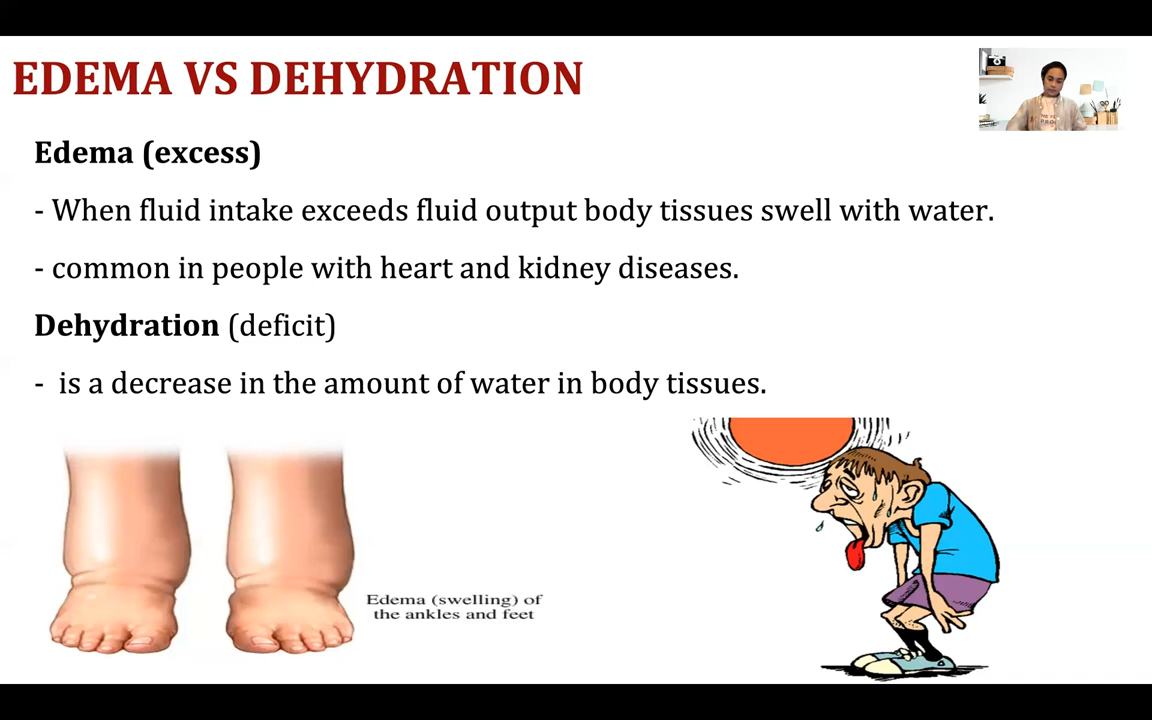 EDEMA VS DEHYDRATION
Edema (excess)
- When fluid intake exceeds fluid output body tissues swell with water.
- common in people with heart and kidney diseases.
Dehydration (deficit)
- is a decrease in the amount of water in body tissues.
Edema (swelling) of
the ankles and feet